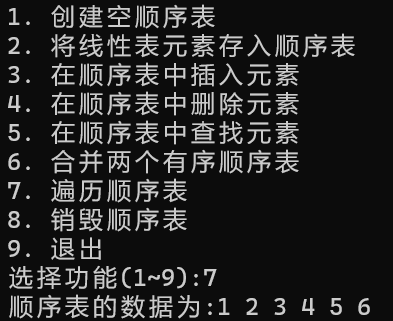 1. 创建空顺序表
2. 将线性表元素存入顺序表
3. 在顺序表中插入元素
4. 在顺序表中删除元素
5. 在顺序表中查找元素
6. 合并两个有序顺序表
7. 遍历顺序表
8. 销毁顺序表
9. 退出
选择功能(1~9):7
顺序表的数据为:1 2 3 4 5 6